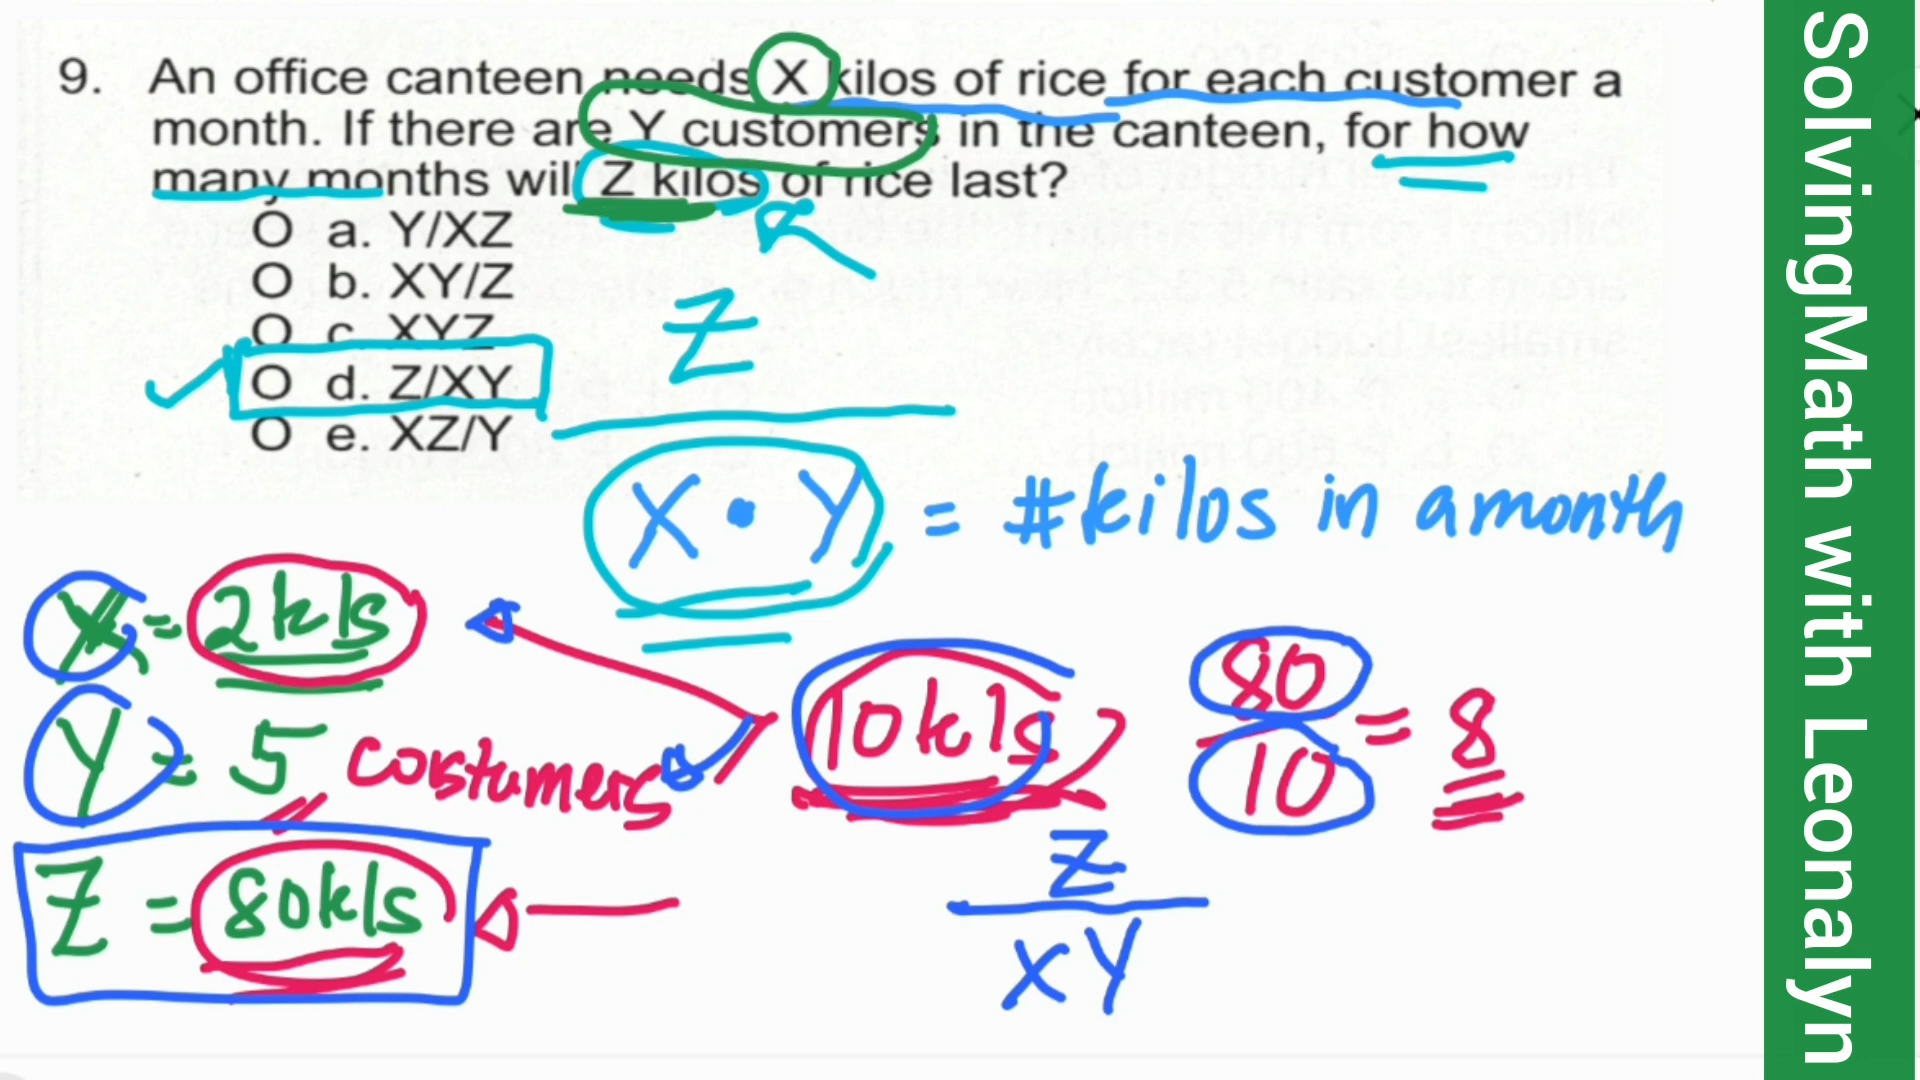 9. An office canteen needs X kilos of rice for each customer a
month. If there are Y customers in the canteen, for how
many months will Z kilos of rice last?
O a. Y/XZ
O b. XY/Z
O c. XYZ
O d. Z/XY
O e. XZ/Y
Z
X • Y = #kilos in a month
X = 2kls
Y = 5 costumers
Z = 80kls
10kls
80
10
= 8
Z
XY
SolvingMath with Leonalyn